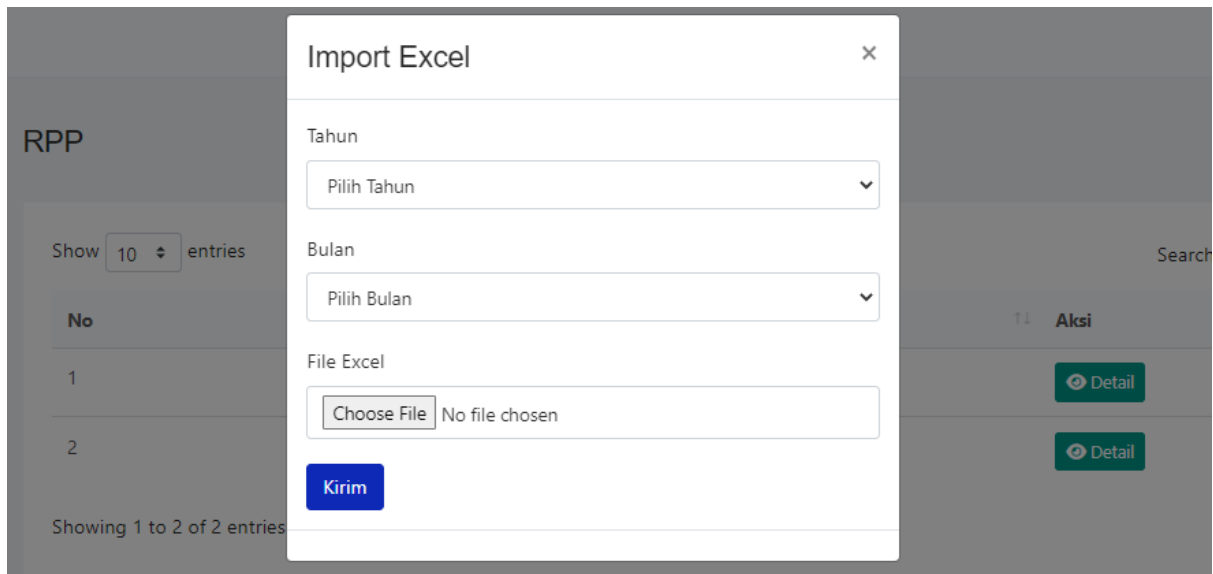 Import Excel ×
RPP
Tahun
Pilih Tahun
Show 10 entries
Bulan
Search
Pilih Bulan
No
Aksi
File Excel
1
Detail
Choose File No file chosen
2
Detail
Kirim
Showing 1 to 2 of 2 entries